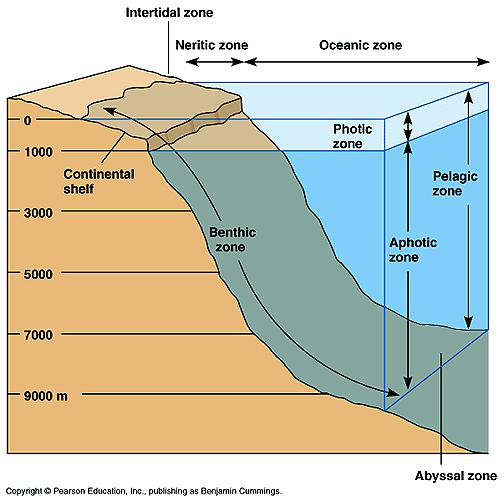 Intertidal zone
Neritic zone
Oceanic zone
0
Photic
zone
1000
Continental
shelf
Pelagic
zone
3000
Benthic
zone
Aphotic
zone
5000
7000
9000 m
Abyssal zone
Copyright © Pearson Education, Inc., publishing as Benjamin Cummings.